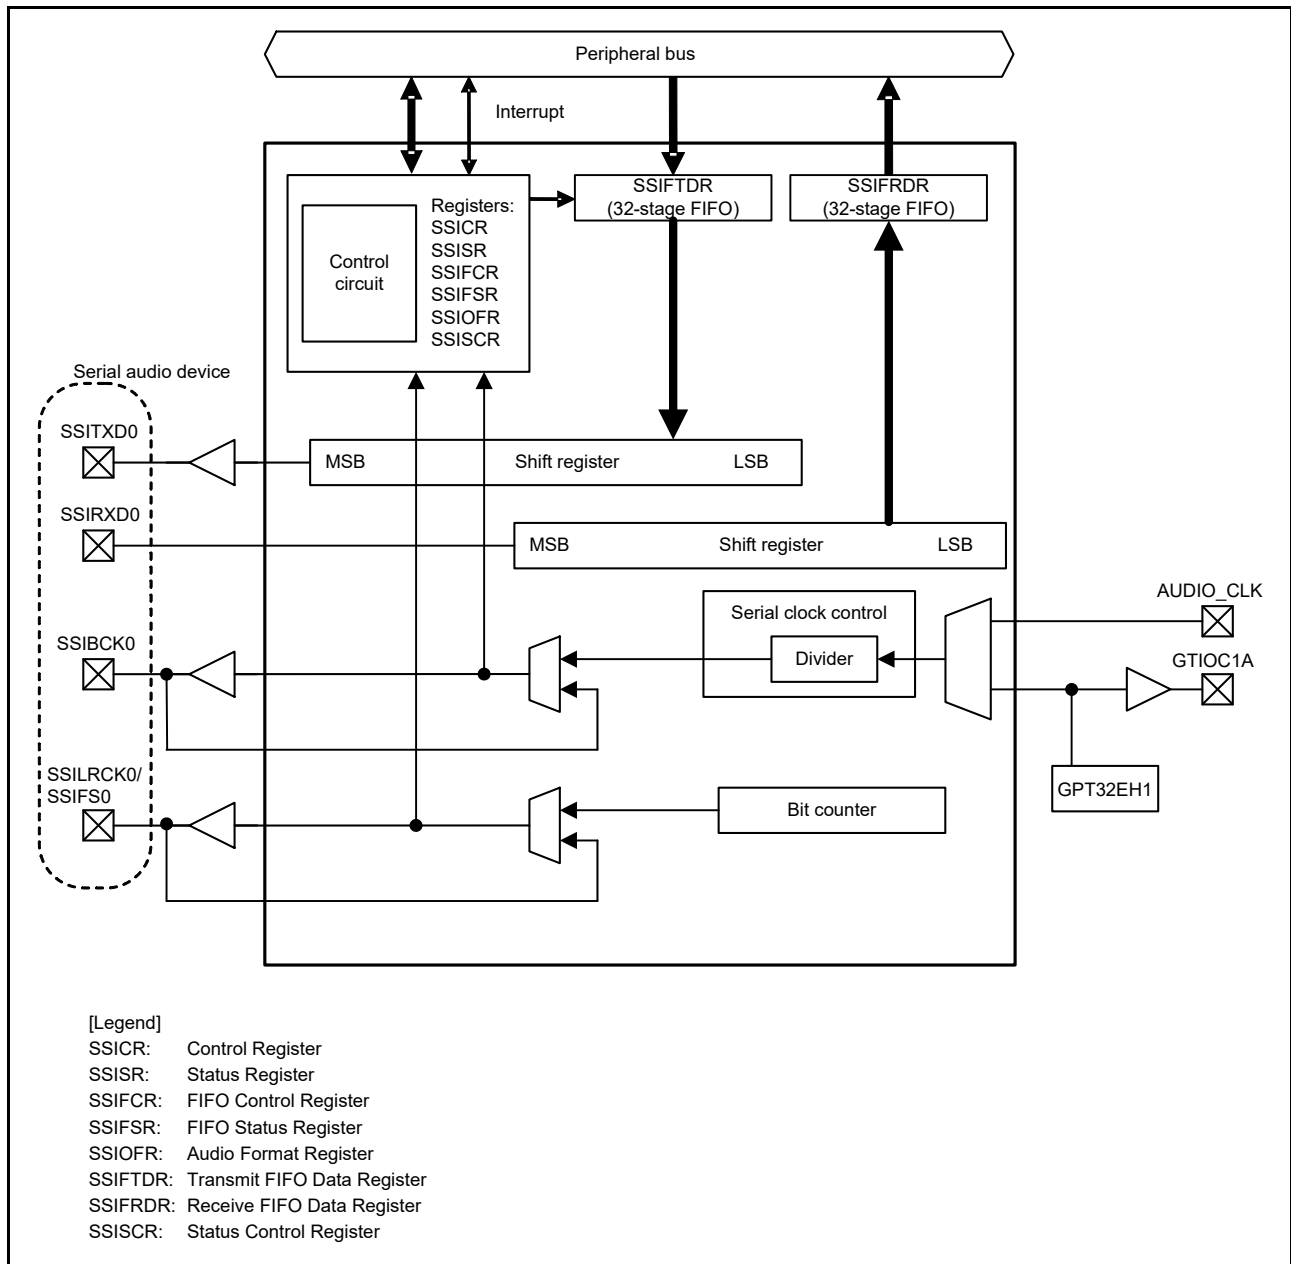 Peripheral bus
Interrupt
SSIFTDR
(32-stage FIFO)
SSIFRDR
(32-stage FIFO)
Control
circuit
Registers:
SSICR
SSISR
SSIFCR
SSIFSR
SSIOFR
SSISCR
Serial audio device
SSITXD0
MSB Shift register LSB
SSIRXD0
MSB Shift register LSB
AUDIO_CLK
Serial clock control
Divider
SSIBCK0
GTIOC1A
SSILRCK0/
SSIFS0
Bit counter
GPT32EH1
[Legend]
SSICR: Control Register
SSISR: Status Register
SSIFCR: FIFO Control Register
SSIFSR: FIFO Status Register
SSIOFR: Audio Format Register
SSIFTDR: Transmit FIFO Data Register
SSIFRDR: Receive FIFO Data Register
SSISCR: Status Control Register